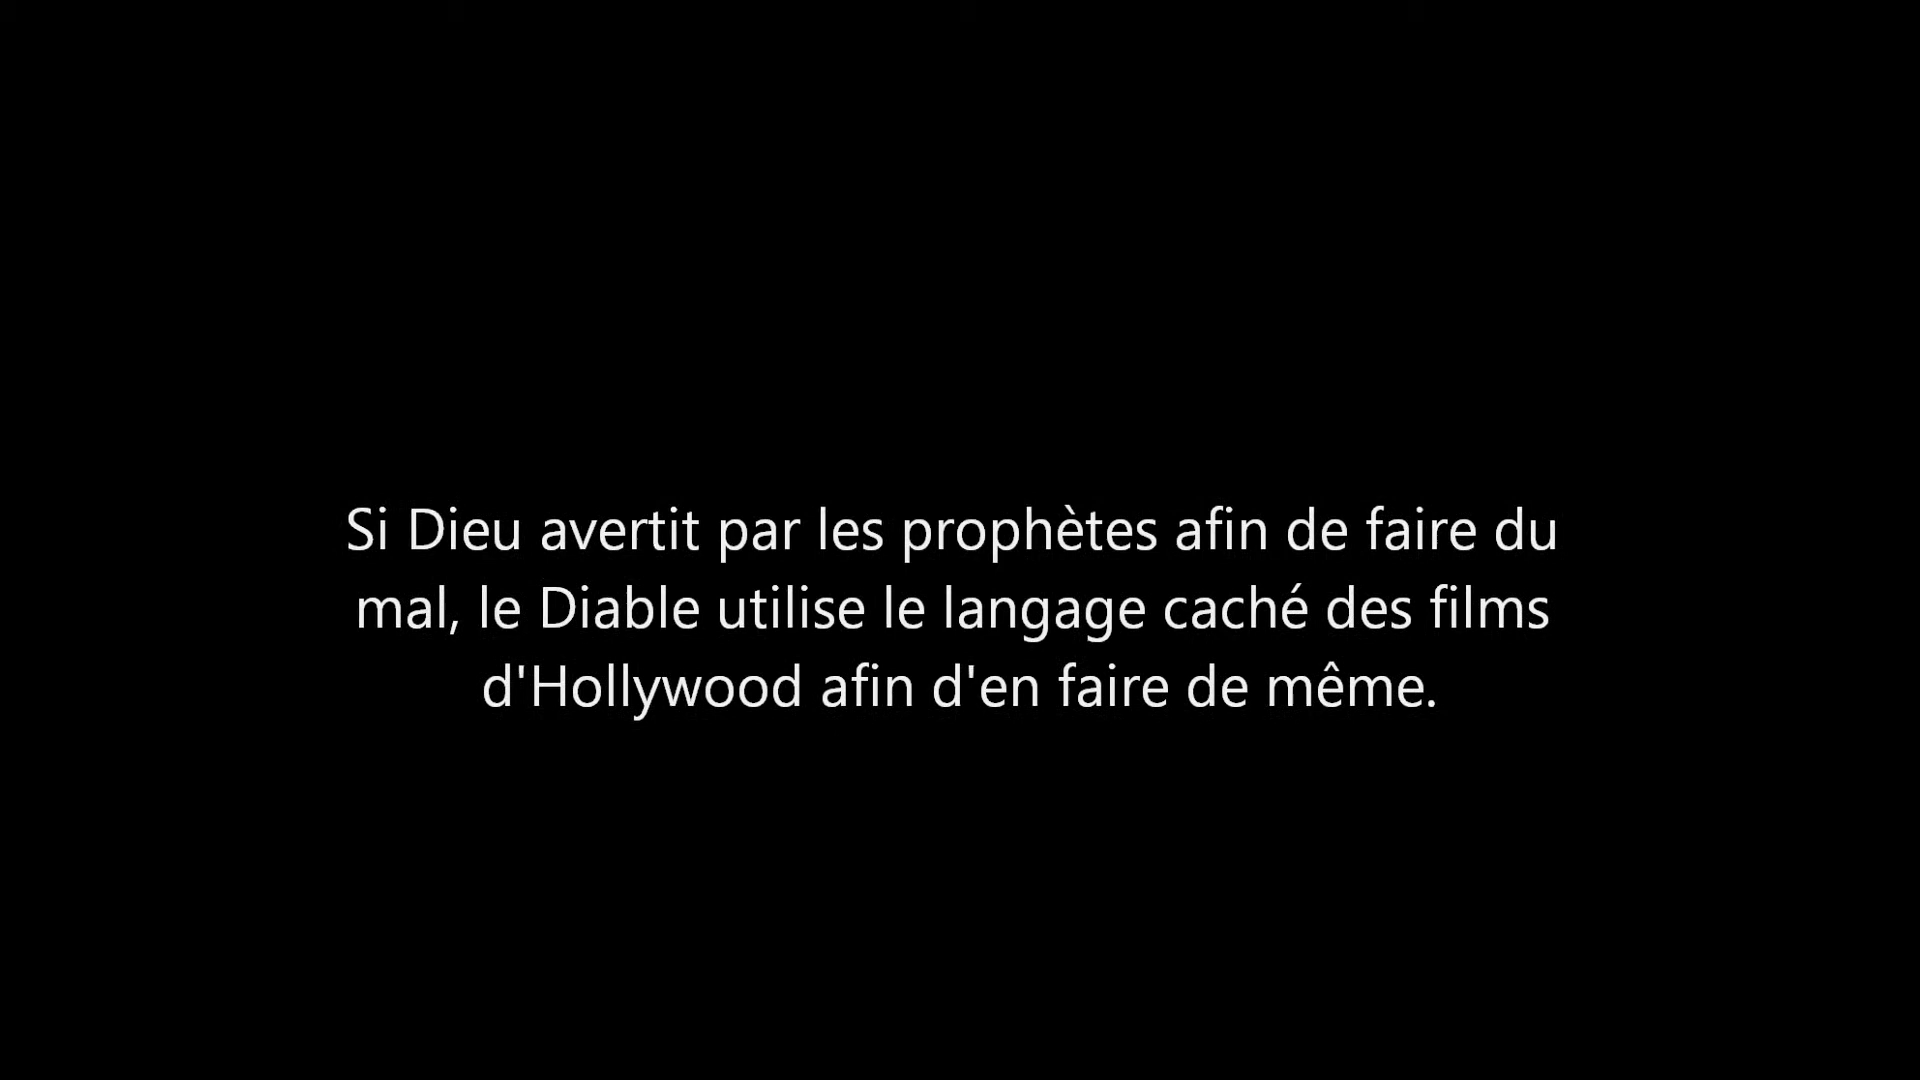 Si Dieu avertit par les prophètes afin de faire du
mal, le Diable utilise le langage caché des films
d'Hollywood afin d'en faire de même.